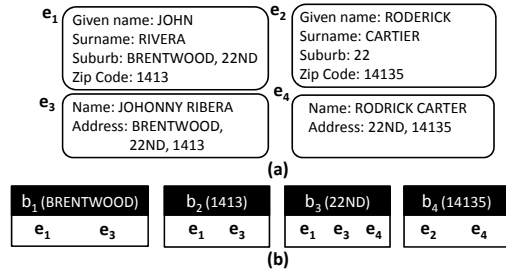 e1
Given name: JOHN
Surname: RIVERA
Suburb: BRENTWOOD, 22ND
Zip Code: 1413
e2
Given name: RODERICK
Surname: CARTIER
Suburb: 22
Zip Code: 14135
e3
Name: JOHONNY RIBERA
Address: BRENTWOOD,
22ND, 1413
e4
Name: RODRICK CARTER
Address: 22ND, 14135
(a)
b1 (BRENTWOOD)
e1 e3
b2 (1413)
e1 e3
b3 (22ND)
e1 e3 e4
b4 (14135)
e2 e4
(b)